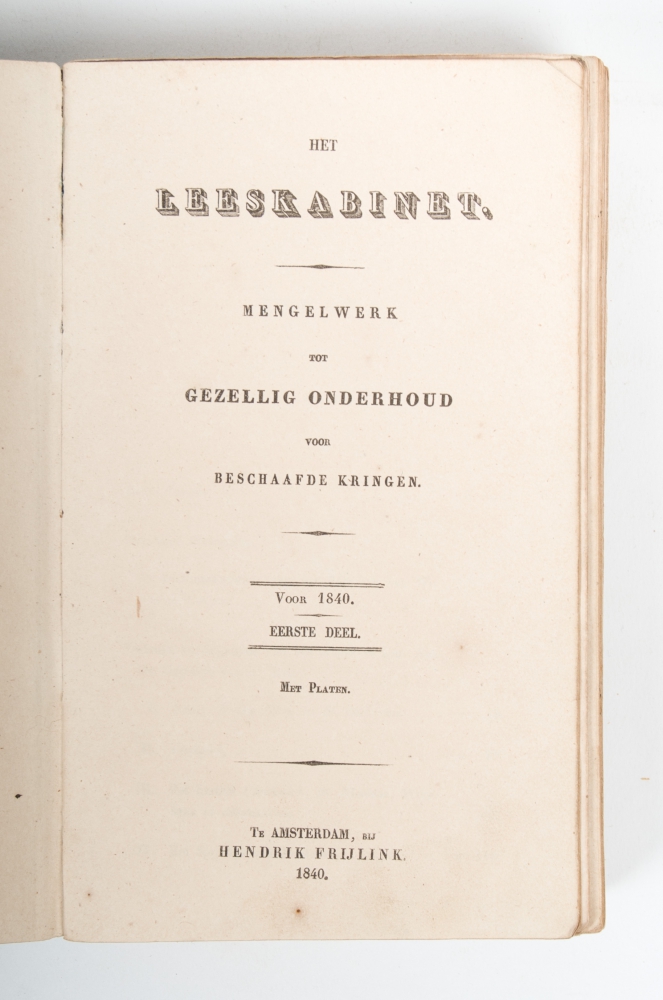 HET
LEESKABINET.
MENGELWERK
TOT
GEZELLIG ONDERHOUD
VOOR
BESCHAAFDE KRINGEN.
VOOR 1840.
EERSTE DEEL.
MET PLATEN.
TE AMSTERDAM, BIJ
HENDRIK FRIJLINK.
1840.